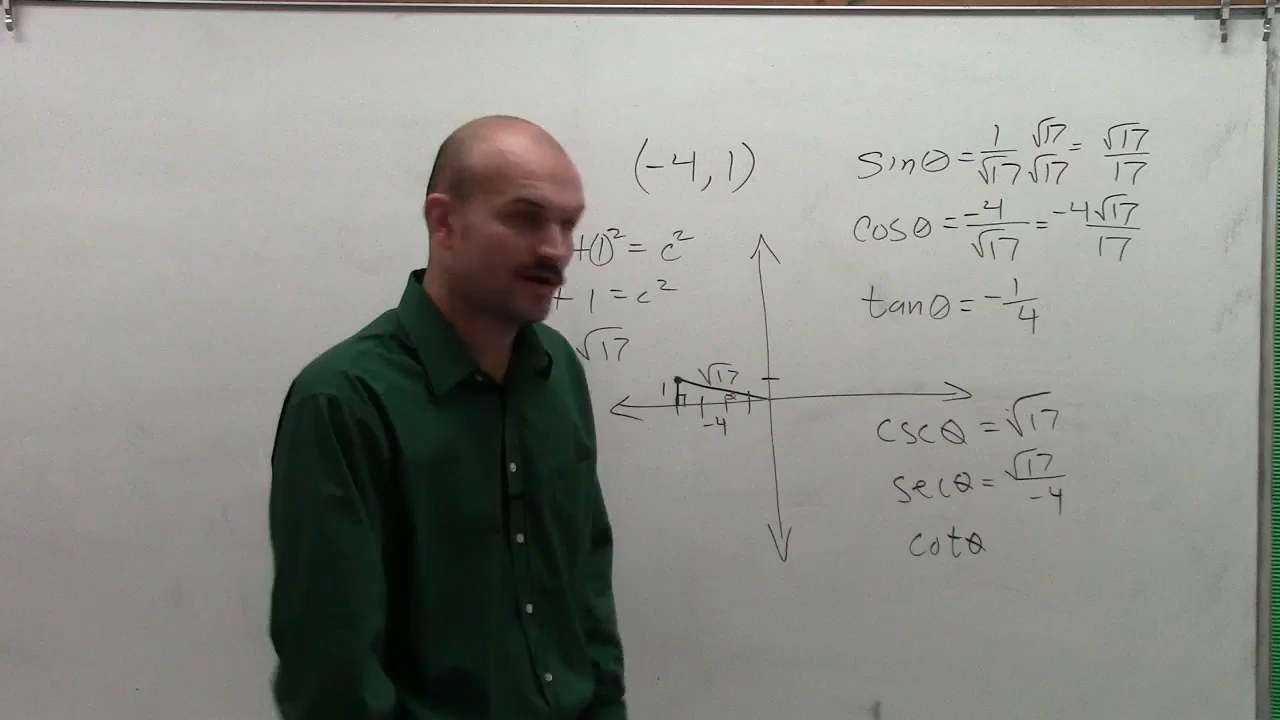 (-4, 1)
+(1)² = c²
+ 1 = c²
√17
1
√17
-4
sinθ = 1/√17 √17/√17 = √17/17
cosθ = -4/√17 = -4√17/17
tanθ = -1/4
cscθ = √17
secθ = √17/-4
cotθ